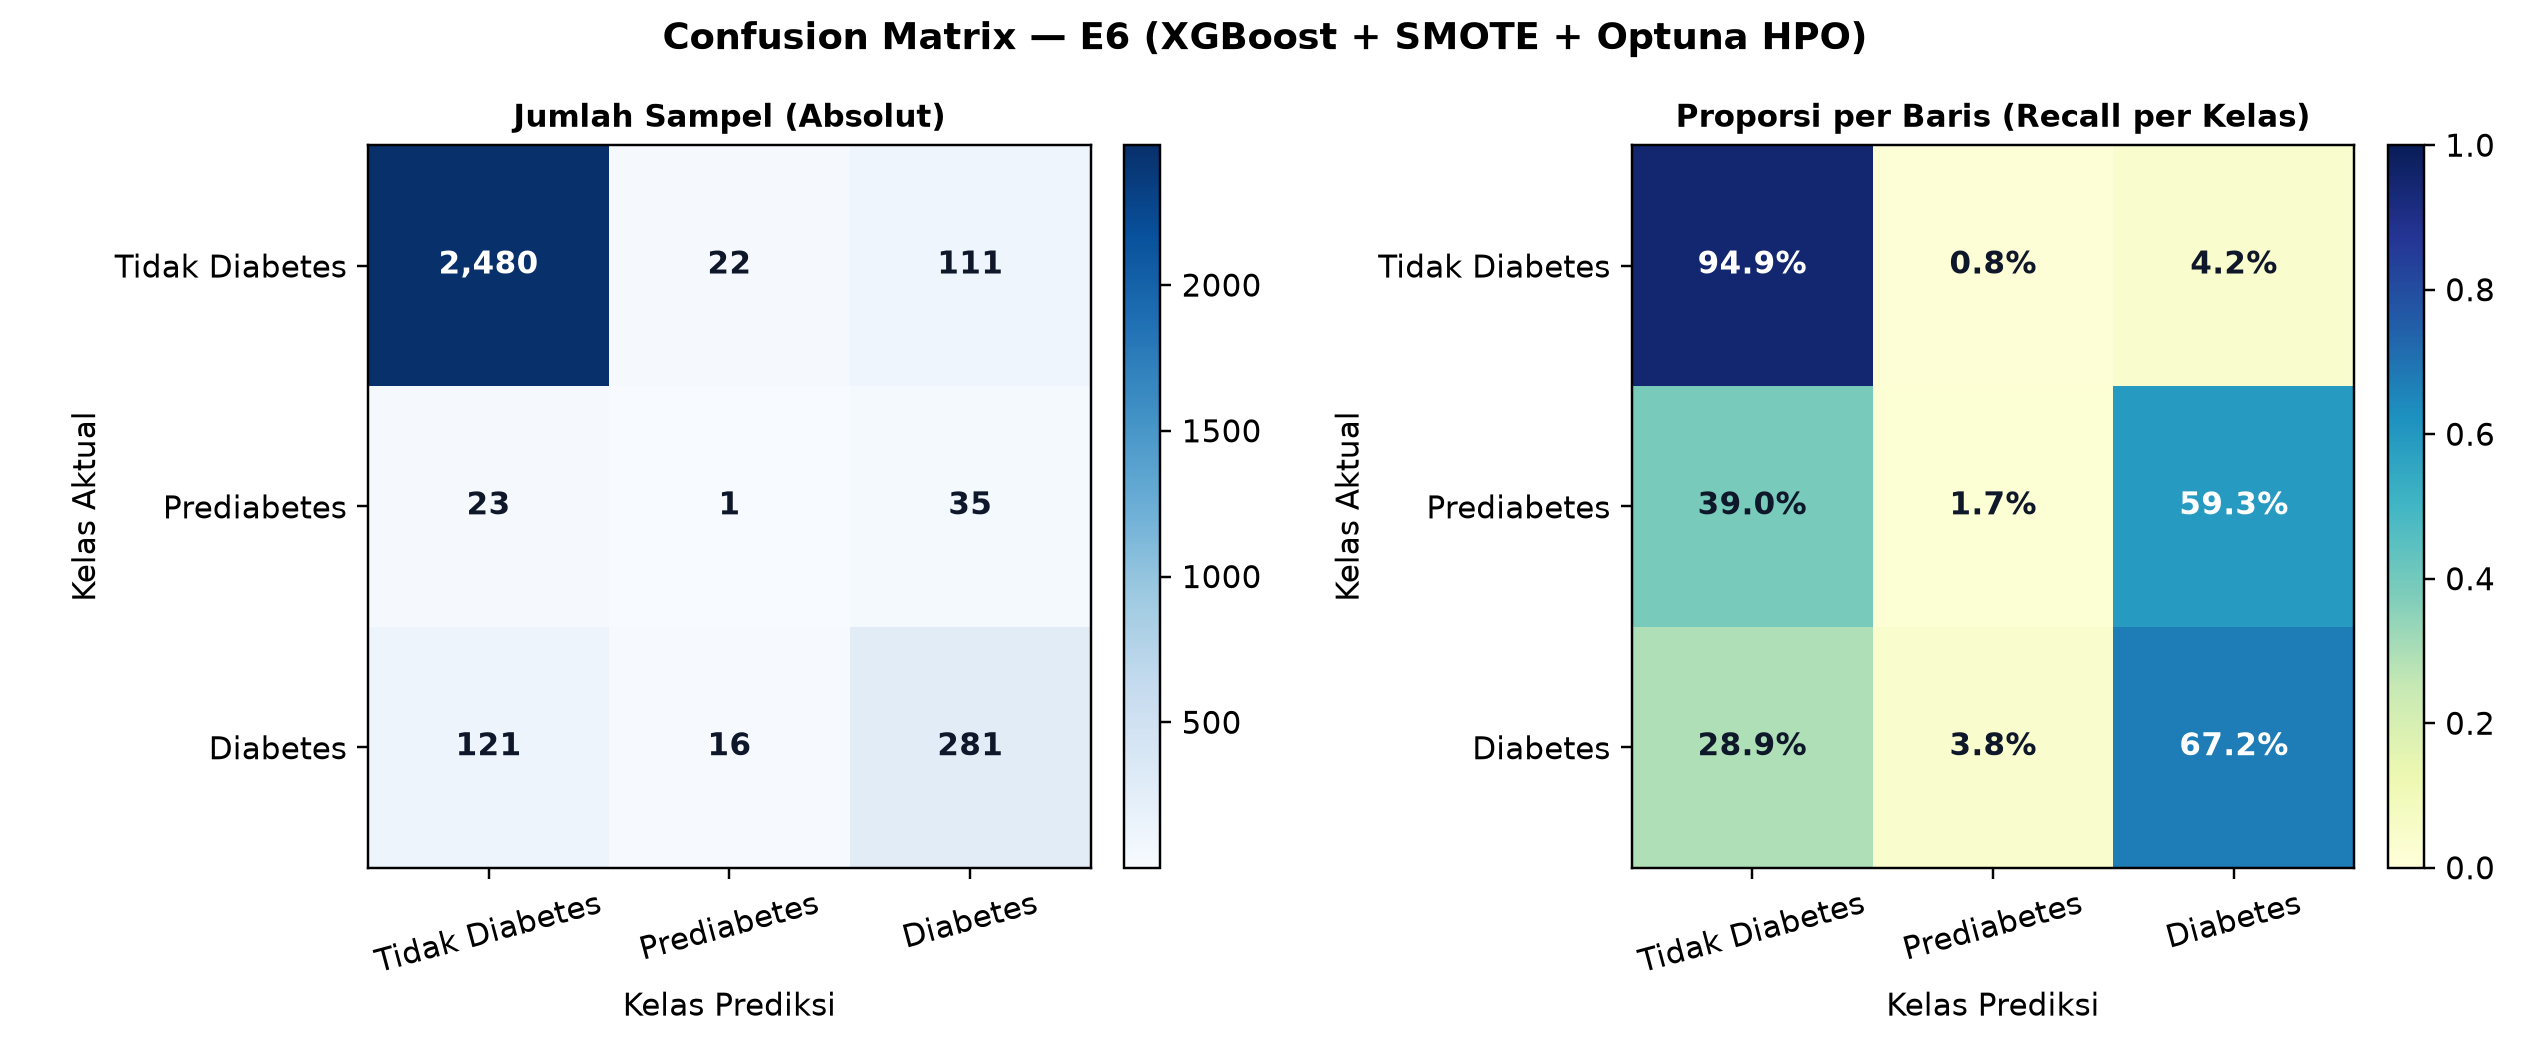 Confusion Matrix — E6 (XGBoost + SMOTE + Optuna HPO)
Jumlah Sampel (Absolut)
Kelas Aktual
Tidak Diabetes
2,480
22
111
Prediabetes
23
1
35
Diabetes
121
16
281
2000
1500
1000
500
Tidak Diabetes
Prediabetes
Diabetes
Kelas Prediksi
Proporsi per Baris (Recall per Kelas)
Kelas Aktual
Tidak Diabetes
94.9%
0.8%
4.2%
Prediabetes
39.0%
1.7%
59.3%
Diabetes
28.9%
3.8%
67.2%
1.0
0.8
0.6
0.4
0.2
0.0
Tidak Diabetes
Prediabetes
Diabetes
Kelas Prediksi